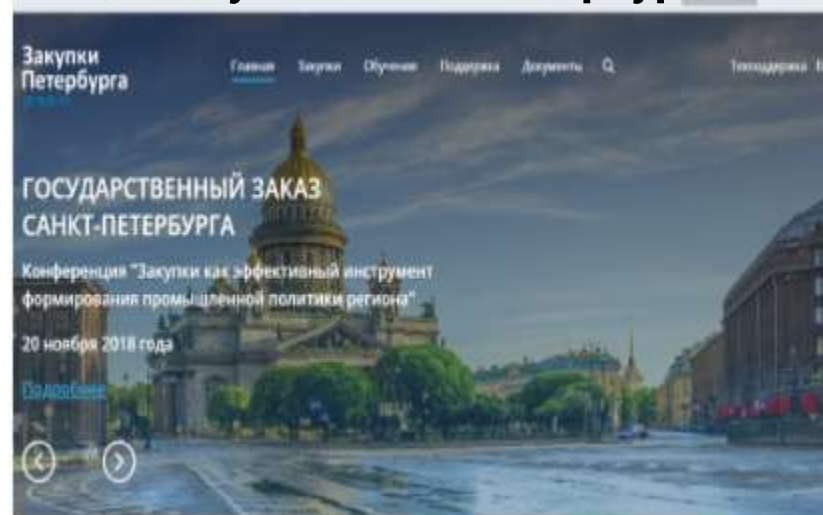 Закупки
Петербурга
Главная Закупки Обучение Поддержка Документы
Техподдержка
ГОСУДАРСТВЕННЫЙ ЗАКАЗ
САНКТ-ПЕТЕРБУРГА
Конференция "Закупки как эффективный инструмент
формирования промышленной политики региона"
20 ноября 2018 года
Подробнее